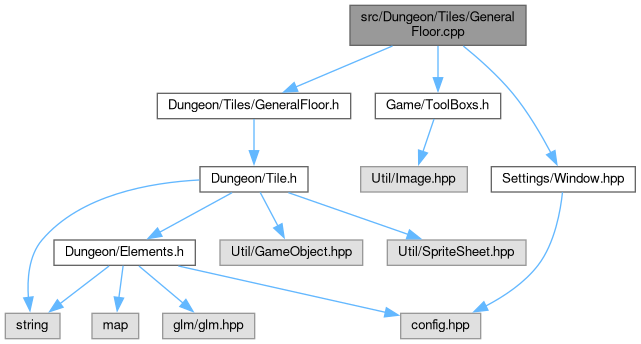 src/Dungeon/Tiles/General
Floor.cpp
Dungeon/Tiles/GeneralFloor.h
Game/ToolBoxs.h
Dungeon/Tile.h
Util/Image.hpp
Settings/Window.hpp
Dungeon/Elements.h
Util/GameObject.hpp
Util/SpriteSheet.hpp
string
map
glm/glm.hpp
config.hpp